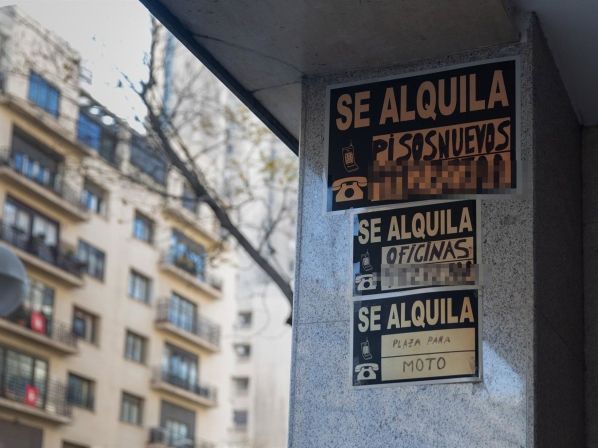 SE ALQUILA
PISOS NUEVOS
SE ALQUILA
OFICINAS
SE ALQUILA
PLAZA PARA
MOTO